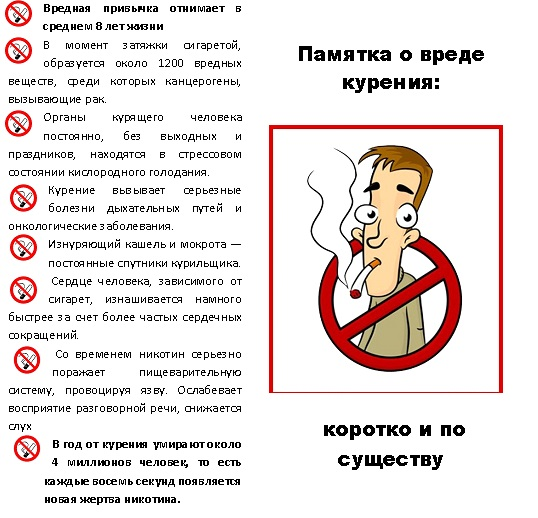 Вредная привычка отнимает в
среднем 8 лет жизни
В момент затяжки сигаретой,
образуется около 1200 вредных
веществ, среди которых канцерогены,
вызывающие рак.
Органы курящего человека
постоянно, без выходных и
праздников, находятся в стрессовом
состоянии кислородного голодания.
Курение вызывает серьезные
болезни дыхательных путей и
онкологические заболевания.
Изнуряющий кашель и мокрота —
постоянные спутники курильщика.
Сердце человека, зависимого от
сигарет, изнашивается намного
быстрее за счет более частых сердечных
сокращений.
Со временем никотин серьезно
поражает пищеварительную
систему, провоцируя язву. Ослабевает
восприятие разговорной речи, снижается
слух
В год от курения умирают около
4 миллионов человек, то есть
каждые восемь секунд появляется
новая жертва никотина.
Памятка о вреде
курения:
коротко и по
существу